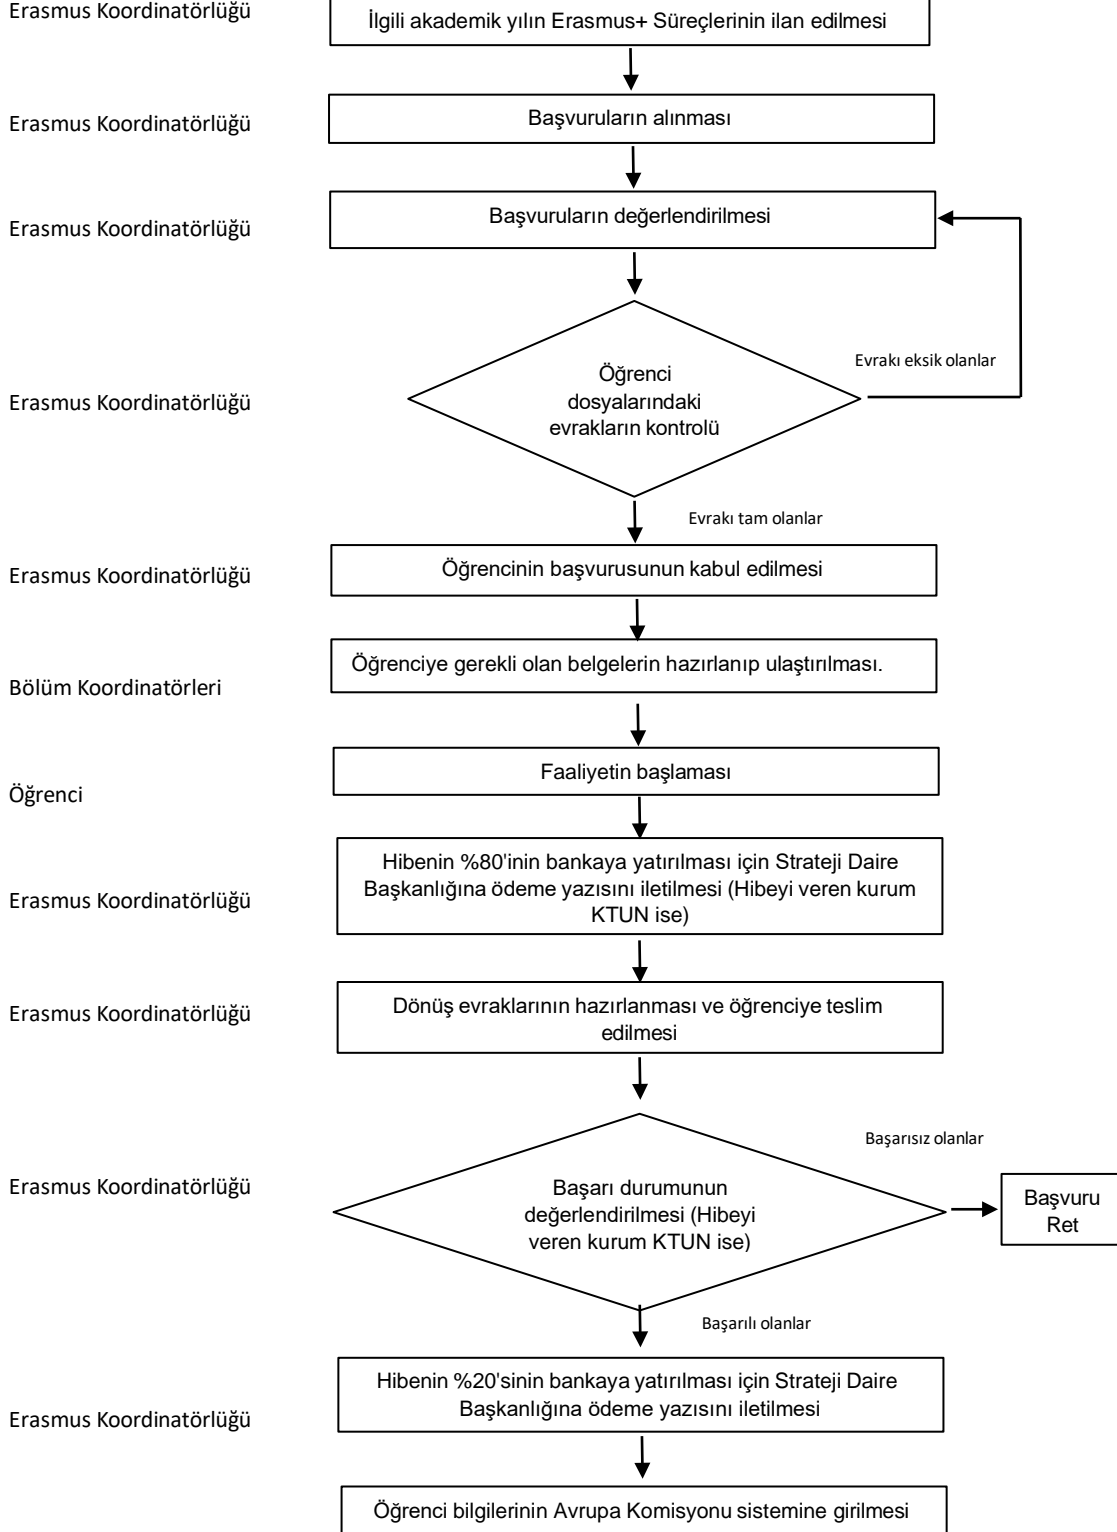 Erasmus Koordinatörlüğü
İlgili akademik yılın Erasmus+ Süreçlerinin ilan edilmesi
Erasmus Koordinatörlüğü
Başvuruların alınması
Erasmus Koordinatörlüğü
Başvuruların değerlendirilmesi
Evrakı eksik olanlar
Erasmus Koordinatörlüğü
Öğrenci
dosyalarındaki
evrakların kontrolü
Evrakı tam olanlar
Erasmus Koordinatörlüğü
Öğrencinin başvurusunun kabul edilmesi
Bölüm Koordinatörleri
Öğrenciye gerekli olan belgelerin hazırlanıp ulaştırılması.
Öğrenci
Faaliyetin başlaması
Erasmus Koordinatörlüğü
Hibenin %80'inin bankaya yatırılması için Strateji Daire
Başkanlığına ödeme yazısını iletilmesi (Hibeyi veren kurum
KTUN ise)
Erasmus Koordinatörlüğü
Dönüş evraklarının hazırlanması ve öğrenciye teslim
edilmesi
Başarısız olanlar
Erasmus Koordinatörlüğü
Başarı durumunun
değerlendirilmesi (Hibeyi
veren kurum KTUN ise)
Başvuru
Ret
Başarılı olanlar
Erasmus Koordinatörlüğü
Hibenin %20'sinin bankaya yatırılması için Strateji Daire
Başkanlığına ödeme yazısını iletilmesi
Öğrenci bilgilerinin Avrupa Komisyonu sistemine girilmesi